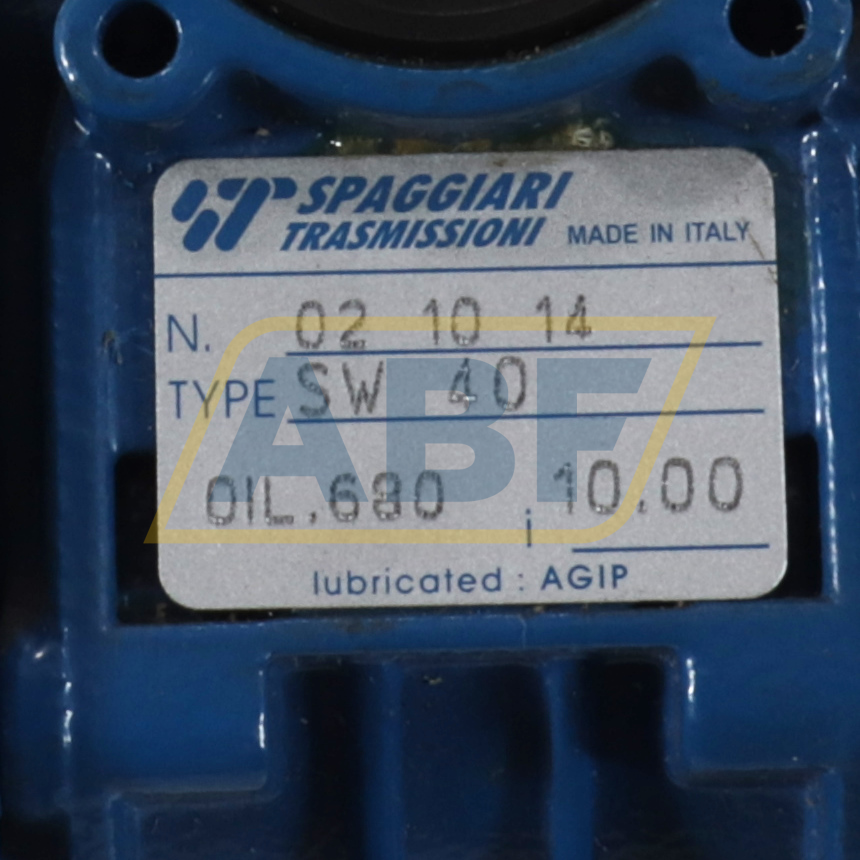 SPAGGIARI
TRASMISSIONI MADE IN ITALY
N. 02 10 14
TYPE SW 40
OIL.680 i 10.00
lubricated : AGIP
ABF